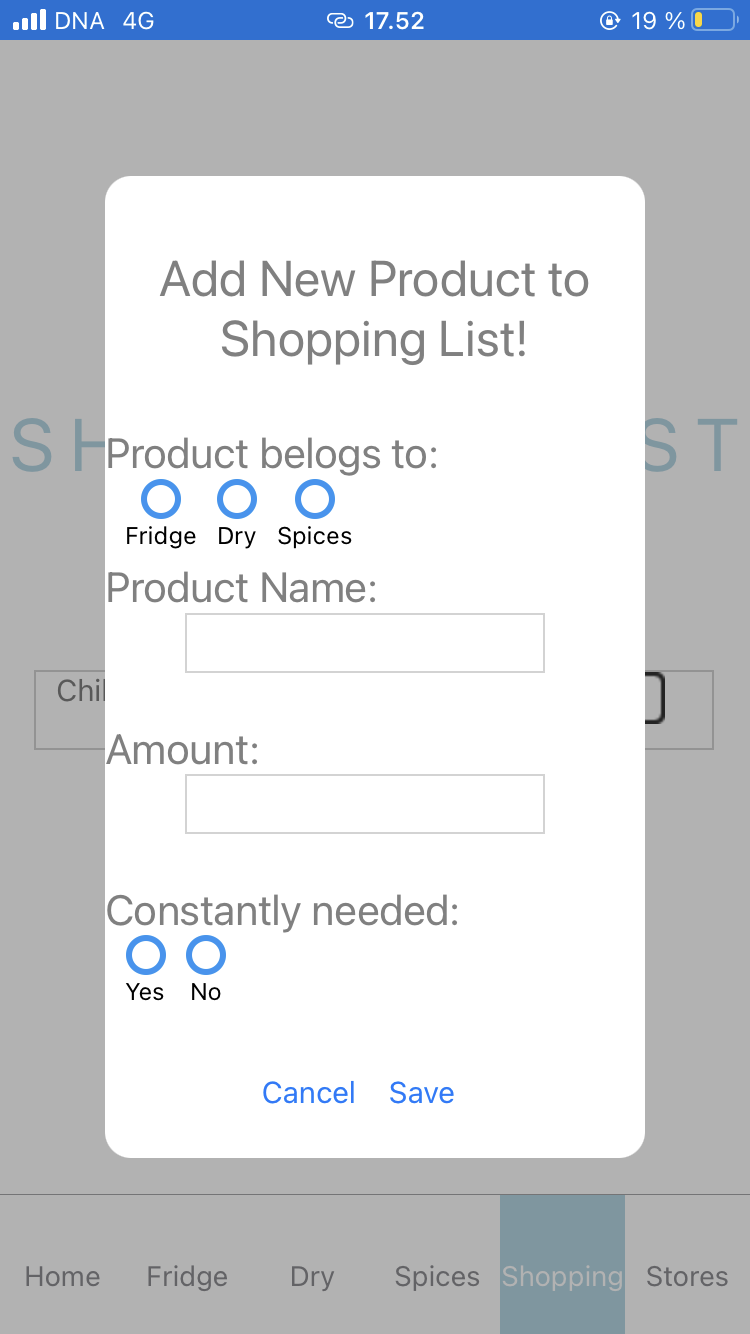 DNA 4G 17.52 19 %
Add New Product to
Shopping List!
Product belogs to:
Fridge Dry Spices
Product Name:
Amount:
Constantly needed:
Yes No
Cancel Save
Home Fridge Dry Spices Shopping Stores